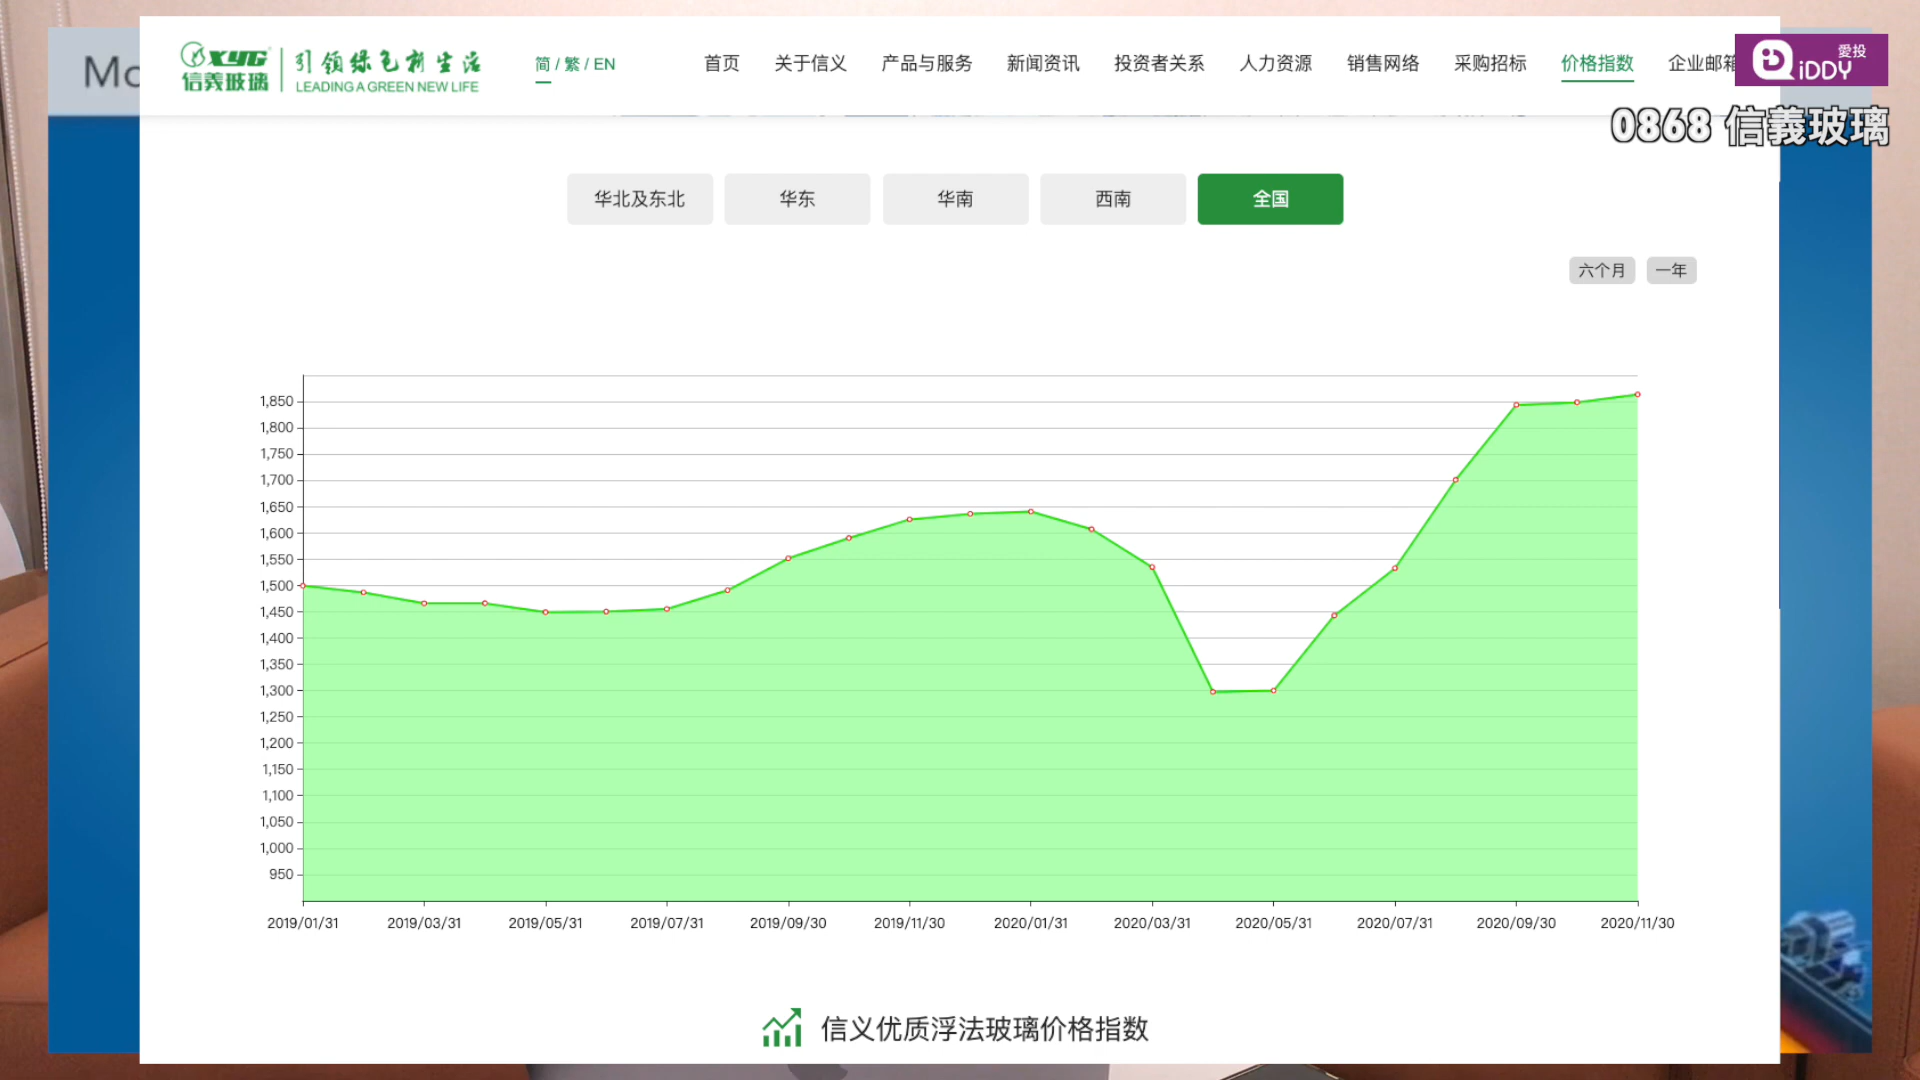 Mo
XYG
信義玻璃
引领绿色新生活
LEADING A GREEN NEW LIFE
简 / 繁 / EN
首页 关于信义 产品与服务 新闻资讯 投资者关系 人力资源 销售网络 采购招标 价格指数 企业邮箱
愛投
iDDY
0868 信義玻璃
华北及东北 华东 华南 西南 全国
六个月 一年
1,850
1,800
1,750
1,700
1,650
1,600
1,550
1,500
1,450
1,400
1,350
1,300
1,250
1,200
1,150
1,100
1,050
1,000
950
2019/01/31 2019/03/31 2019/05/31 2019/07/31 2019/09/30 2019/11/30 2020/01/31 2020/03/31 2020/05/31 2020/07/31 2020/09/30 2020/11/30
信义优质浮法玻璃价格指数